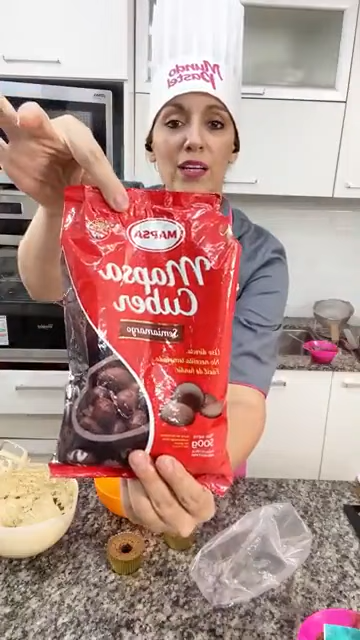 Mundo
Pastel
MAPSA
Mapsa
Cuber
Semiamargo
Uso directo.
No necesita templado.
Fácil de fundir.
500g